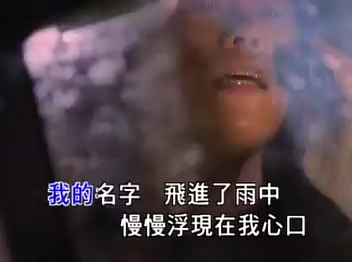 我的名字　飛進了雨中
慢慢浮現在我心口